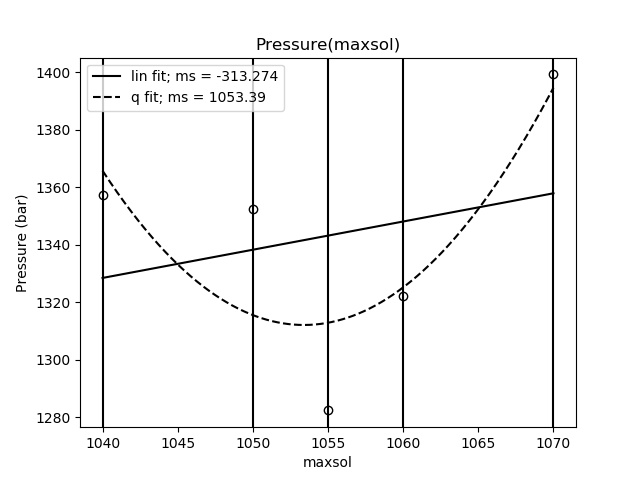 Pressure(maxsol)
lin fit; ms = -313.274
q fit; ms = 1053.39
Pressure (bar)
1400
1380
1360
1340
1320
1300
1280
1040 1045 1050 1055 1060 1065 1070
maxsol